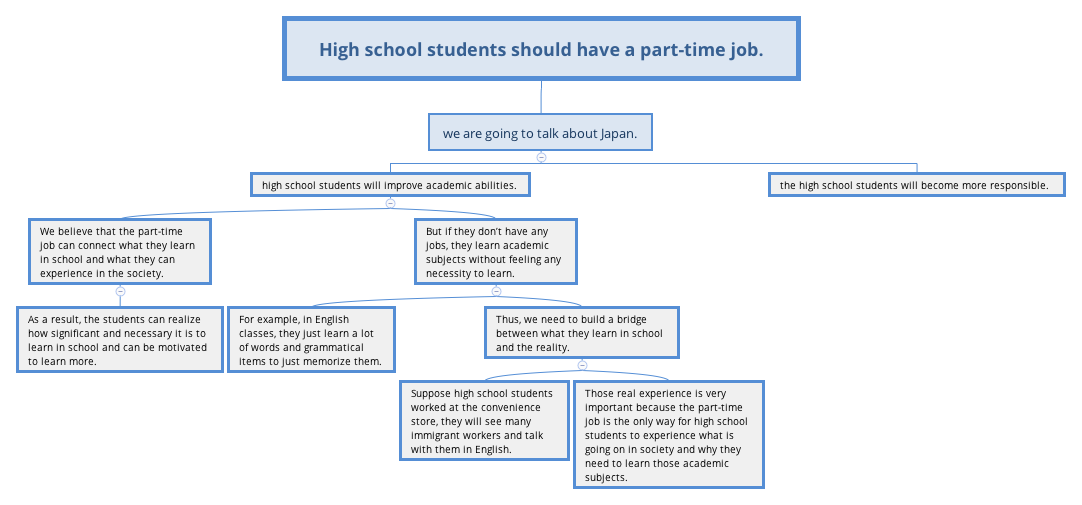 High school students should have a part-time job.
we are going to talk about Japan.
high school students will improve academic abilities.
the high school students will become more responsible.
We believe that the part-time
job can connect what they learn
in school and what they can
experience in the society.
But if they don't have any
jobs, they learn academic
subjects without feeling any
necessity to learn.
As a result, the students can realize
how significant and necessary it is to
learn in school and can be motivated
to learn more.
For example, in English
classes, they just learn a lot
of words and grammatical
items to just memorize them.
Thus, we need to build a bridge
between what they learn in school
and the reality.
Suppose high school students
worked at the convenience
store, they will see many
immigrant workers and talk
with them in English.
Those real experience is very
important because the part-time
job is the only way for high school
students to experience what is
going on in society and why they
need to learn those academic
subjects.